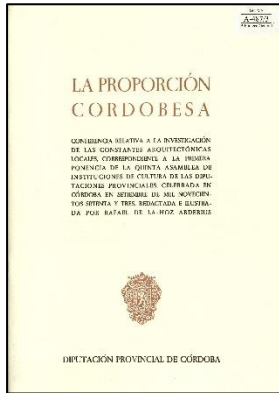 A-487/3
LA PROPORCIÓN
CORDOBESA
CONFERENCIA RELATIVA A LA INVESTIGACIÓN
DE LAS CONSTANTES ARQUITECTÓNICAS
LOCALES, CORRESPONDIENTE A LA PRIMERA
PONENCIA DE LA QUINTA ASAMBLEA DE
INSTITUCIONES DE CULTURA DE LAS DIPU-
TACIONES PROVINCIALES, CELEBRADA EN
CÓRDOBA EN SETIEMBRE DE MIL NOVECIEN-
TOS SETENTA Y TRES. REDACTADA E ILUSTRA-
DA POR RAFAEL DE LA-HOZ ARDERIUS
DIPUTACIÓN PROVINCIAL DE CÓRDOBA